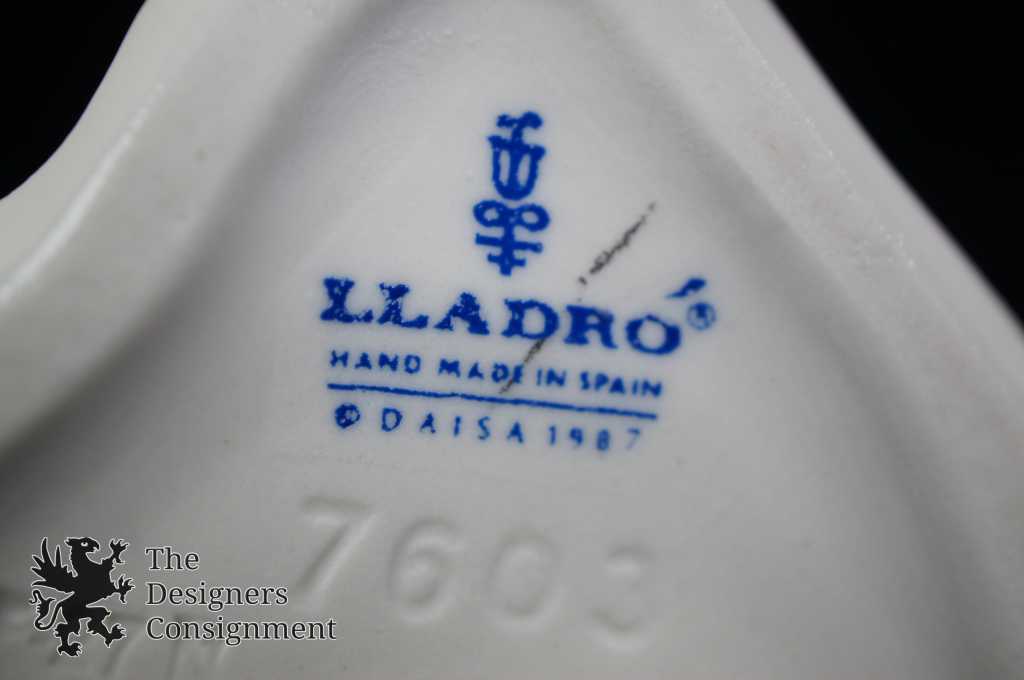 LLADRÓ®
HAND MADE IN SPAIN
© DAISA 1987
7603
The
Designers
Consignment